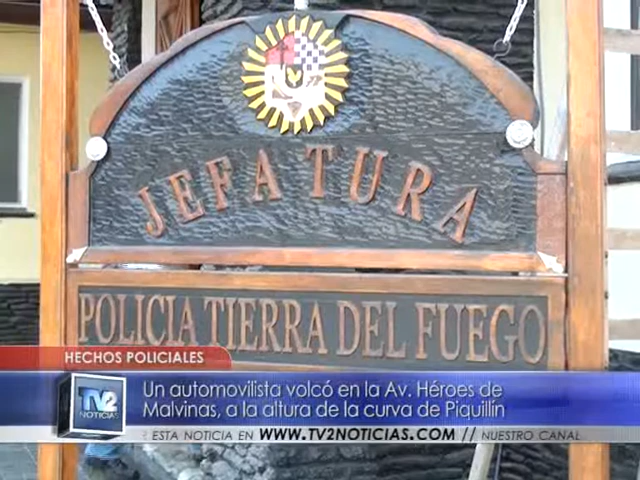 JEFATURA
POLICIA TIERRA DEL FUEGO
HECHOS POLICIALES
TV2
NOTICIAS
Un automovilista volcó en la Av. Héroes de
Malvinas, a la altura de la curva de Piquillín
ESTA NOTICIA EN WWW.TV2NOTICIAS.COM // NUESTRO CANAL